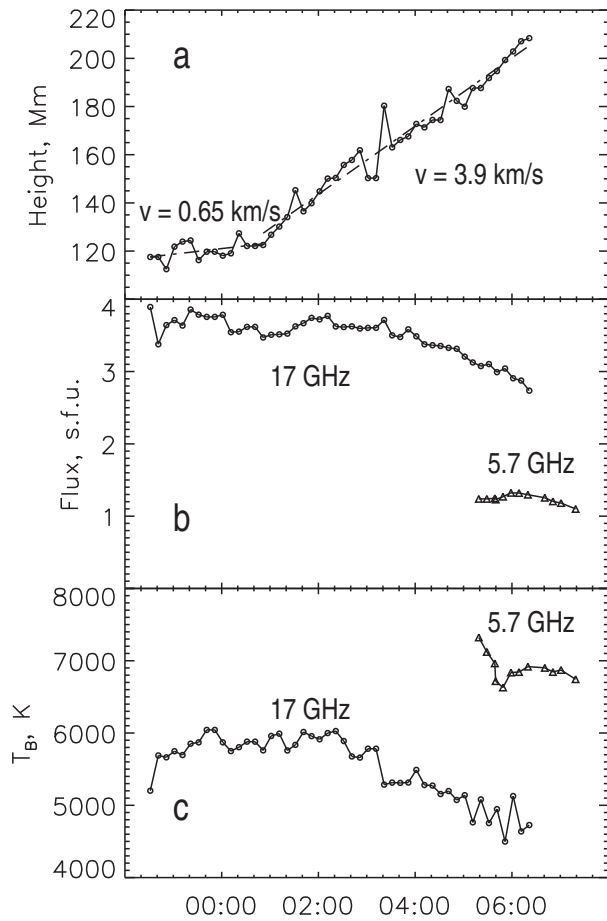 220
200
a
180
160
v = 3.9 km/s
140
v = 0.65 km/s
120
Height, Mm
4
3
17 GHz
2
5.7 GHz
1
b
Flux, s.f.u.
8000
5.7 GHz
7000
17 GHz
6000
5000
c
4000
T_B, K
00:00 02:00 04:00 06:00